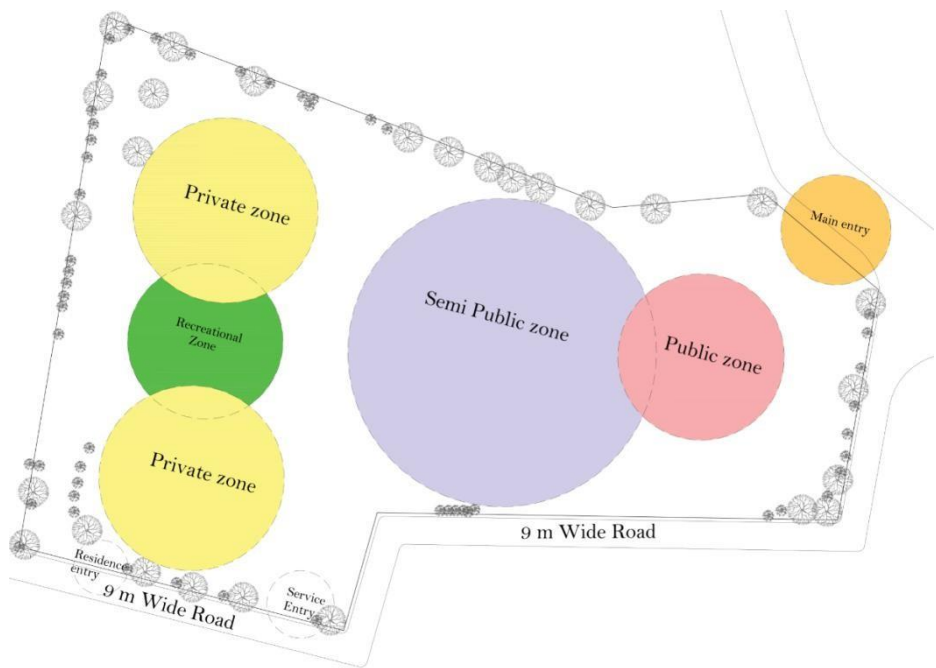 Private zone
Main entry
Semi Public zone
Recreational
Zone
Public zone
Private zone
9 m Wide Road
Residence
entry
Service
Entry
9 m Wide Road